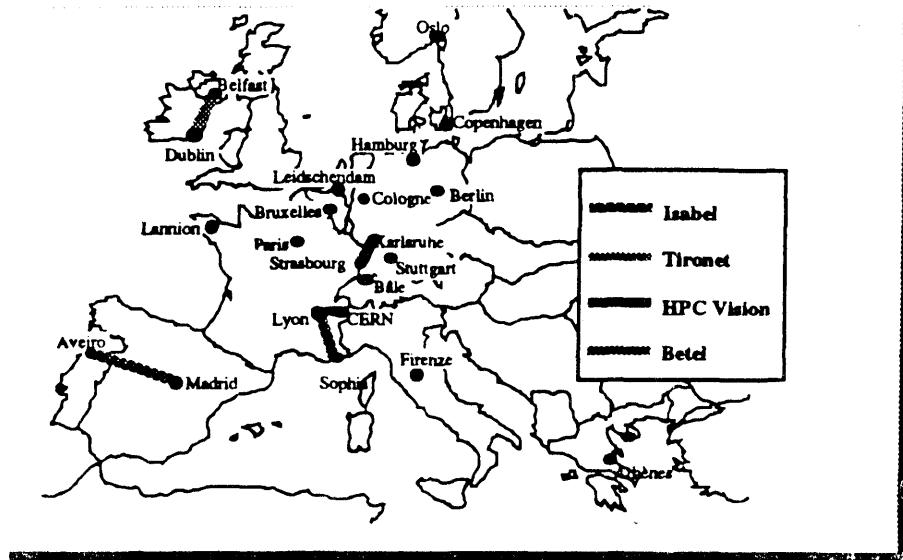 Oslo
Belfast
Copenhagen
Dublin
Hamburg
Leidschendam
Cologne
Berlin
Bruxelles
Lannion
Paris
Karlsruhe
Strasbourg
Stuttgart
Bâle
Lyon
CERN
Aveiro
Firenze
Madrid
Sophia
Athènes
Isabel
Tironet
HPC Vision
Betel